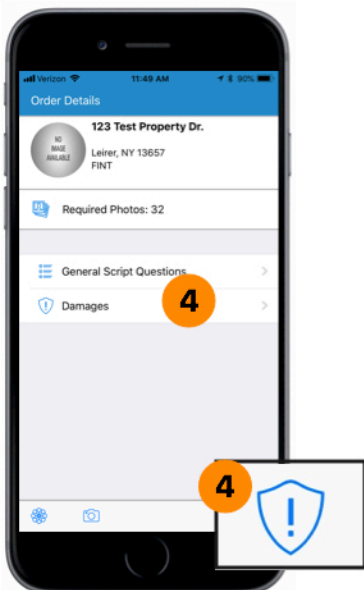 Verizon 11:49 AM 90%
Order Details
NO
IMAGE
AVAILABLE
123 Test Property Dr.
Leirer, NY 13657
FINT
Required Photos: 32
General Script Questions
Damages
4
4